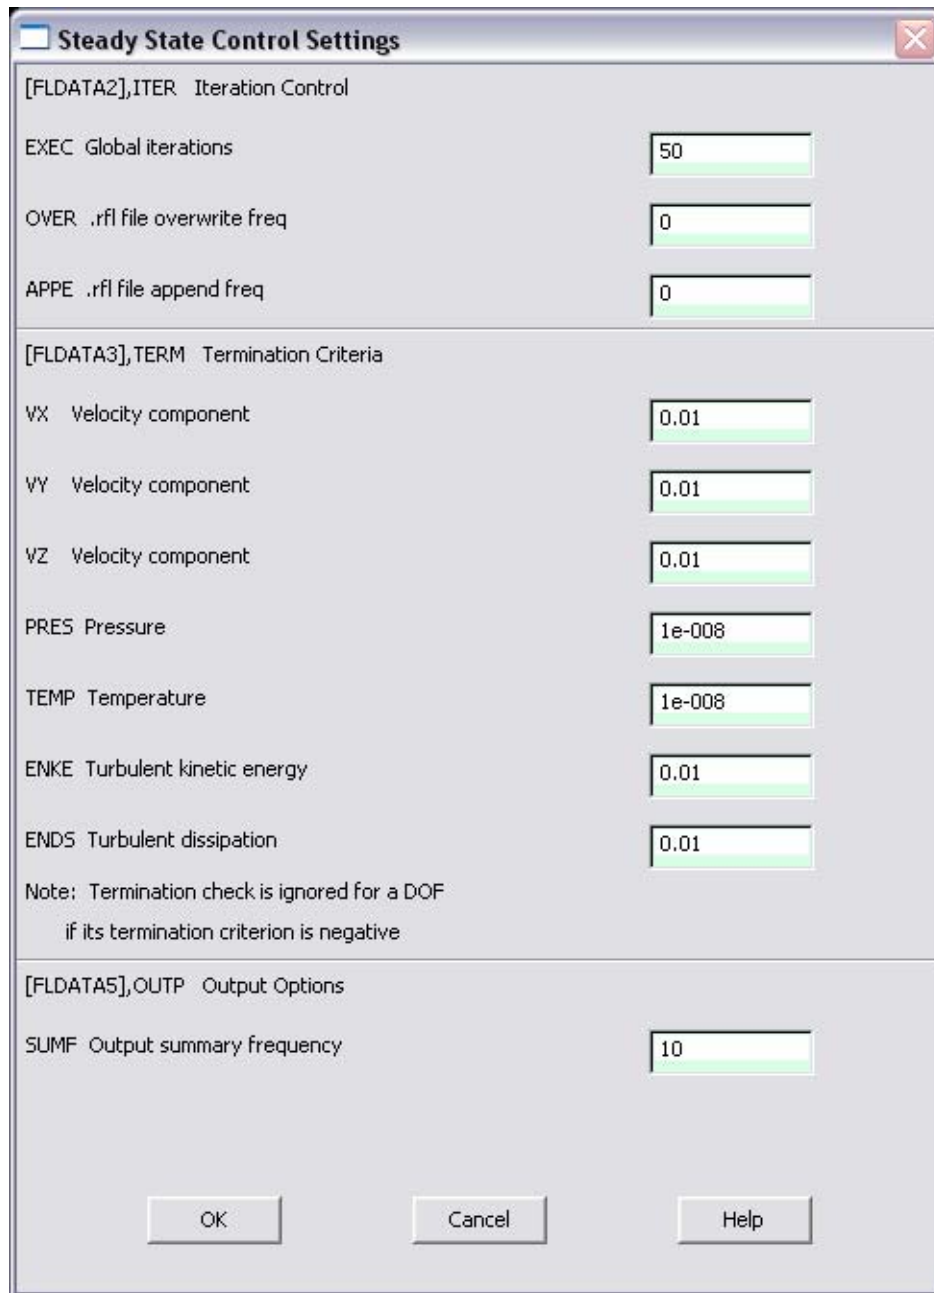 Steady State Control Settings
[FLDATA2],ITER Iteration Control
EXEC Global iterations 50
OVER .rfl file overwrite freq 0
APPE .rfl file append freq 0
[FLDATA3],TERM Termination Criteria
VX Velocity component 0.01
VY Velocity component 0.01
VZ Velocity component 0.01
PRES Pressure 1e-008
TEMP Temperature 1e-008
ENKE Turbulent kinetic energy 0.01
ENDS Turbulent dissipation 0.01
Note: Termination check is ignored for a DOF
if its termination criterion is negative
[FLDATA5],OUTP Output Options
SUMF Output summary frequency 10
OK Cancel Help